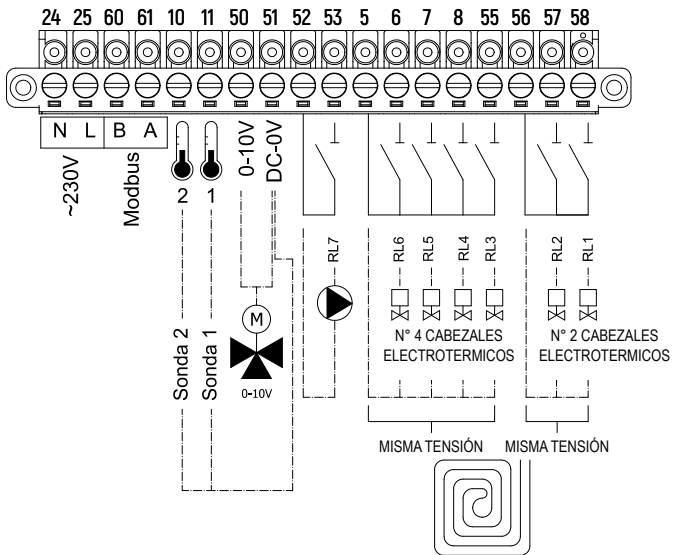 24 25 60 61 10 11 50 51 52 53 5 6 7 8 55 56 57 58
N L B A
~230V
Modbus
2 1
0-10V
DC-0V
RL7
RL6
RL5
RL4
RL3
RL2
RL1
Sonda 2
Sonda 1
M
0-10V
N° 4 CABEZALES
ELECTROTERMICOS
N° 2 CABEZALES
ELECTROTERMICOS
MISMA TENSIÓN
MISMA TENSIÓN